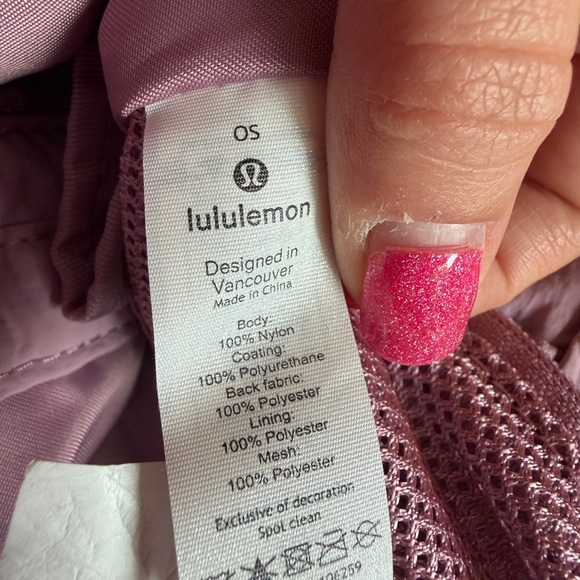 OS
lululemon
Designed in
Vancouver
Made in China
Body:
100% Nylon
Coating:
100% Polyurethane
Back fabric:
100% Polyester
Lining:
100% Polyester
Mesh:
100% Polyester
Exclusive of decoration
Spot clean